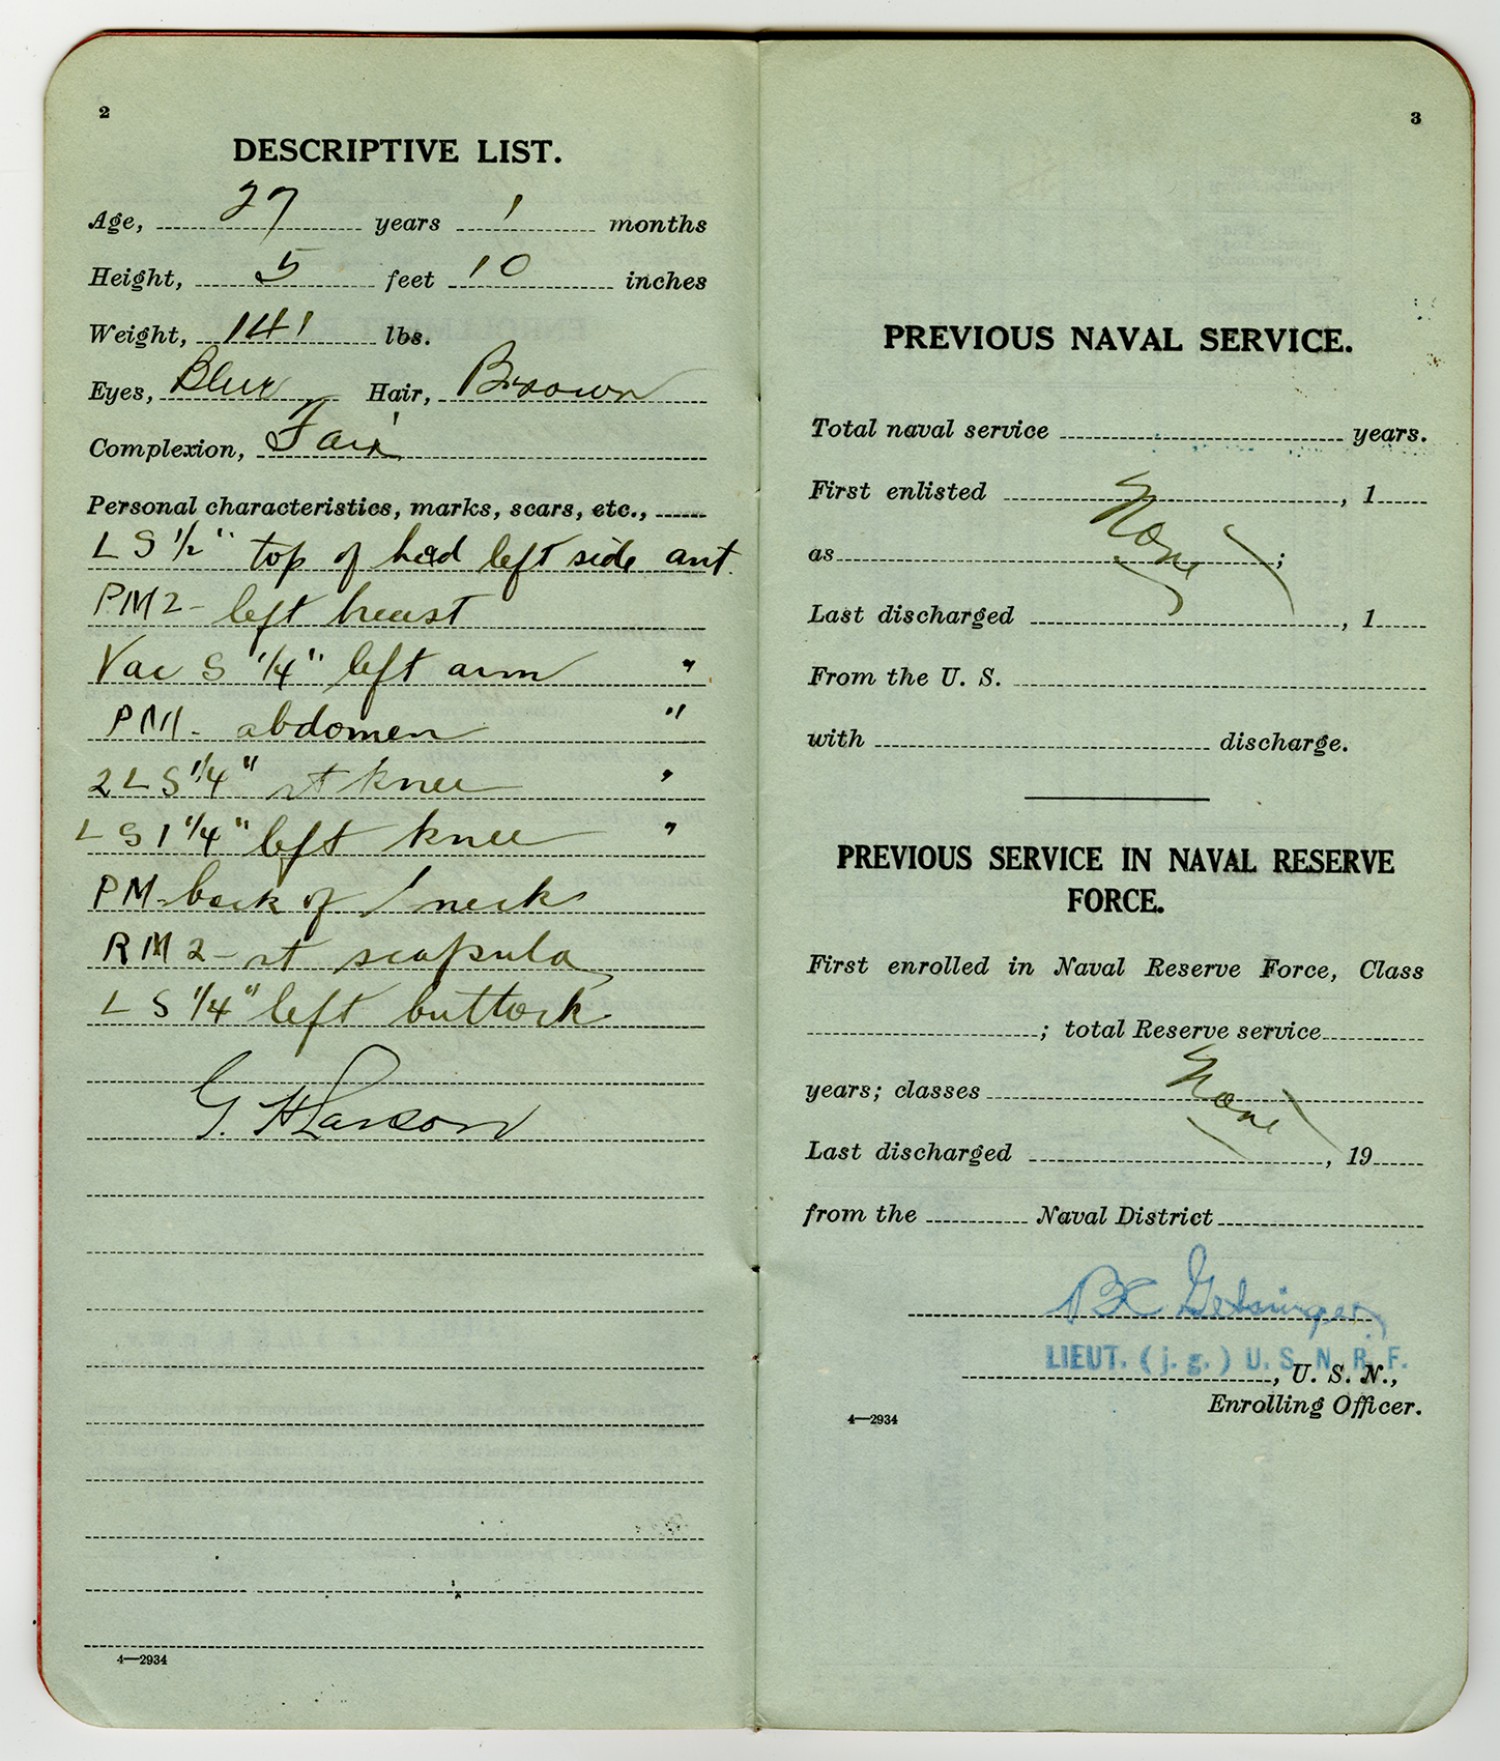 2
DESCRIPTIVE LIST.
Age, 27 years 1 months
Height, 5 feet 10 inches
Weight, 141 lbs.
Eyes, Blue Hair, Brown
Complexion, Fair
Personal characteristics, marks, scars, etc.,
L S 1/2" top of head left side ant.
PM 2 - left breast
Vac S 1/4" left arm "
PM 1 - abdomen "
2 L S 1/4" rt knee "
L S 1 1/4" left knee "
PM - back of neck
RM 2 - rt scapula
L S 1/4" left buttock
G. H Larson
4—2934
3
PREVIOUS NAVAL SERVICE.
Total naval service years.
First enlisted , 1
None
as ;
Last discharged , 1
From the U. S.
with discharge.
PREVIOUS SERVICE IN NAVAL RESERVE
FORCE.
First enrolled in Naval Reserve Force, Class
; total Reserve service
years; classes None
Last discharged , 19
from the Naval District
LIEUT. (j. g.) U. S. N. R. F.
, U. S. N.,
Enrolling Officer.
4—2934